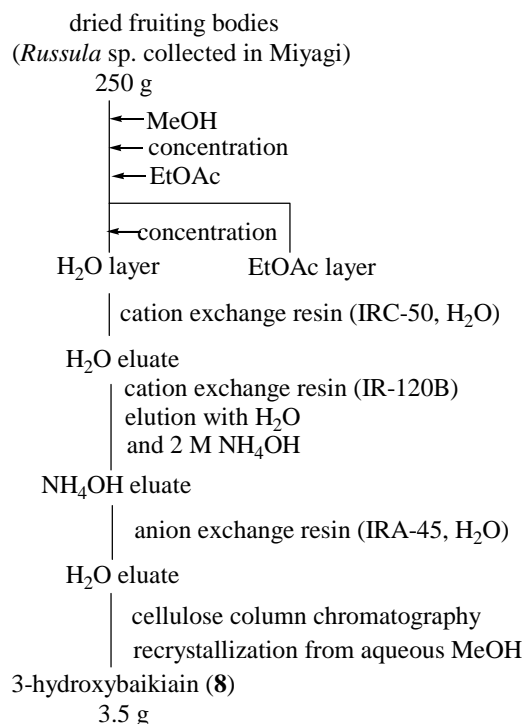 dried fruiting bodies
(Russula sp. collected in Miyagi)
250 g
MeOH
concentration
EtOAc
concentration
H₂O layer EtOAc layer
cation exchange resin (IRC-50, H₂O)
H₂O eluate
cation exchange resin (IR-120B)
elution with H₂O
and 2 M NH₄OH
NH₄OH eluate
anion exchange resin (IRA-45, H₂O)
H₂O eluate
cellulose column chromatography
recrystallization from aqueous MeOH
3-hydroxybaikiain (8)
3.5 g